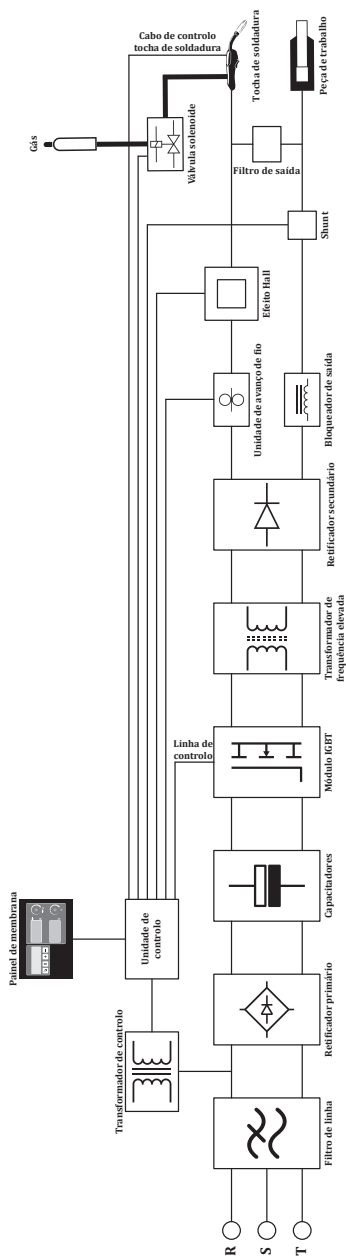 Cabo de controlo
tocha de soldadura
Gás
Válvula solenoide
Tocha de soldadura
Peça de trabalho
Filtro de saída
Shunt
Efeito Hall
Unidade de avanço de fio
Bloqueador de saída
Retificador secundário
Transformador de
frequência elevada
Linha de
controlo
Módulo IGBT
Painel de membrana
Unidade de
controlo
Capacitadores
Transformador de controlo
Retificador primário
Filtro de linha
R
S
T